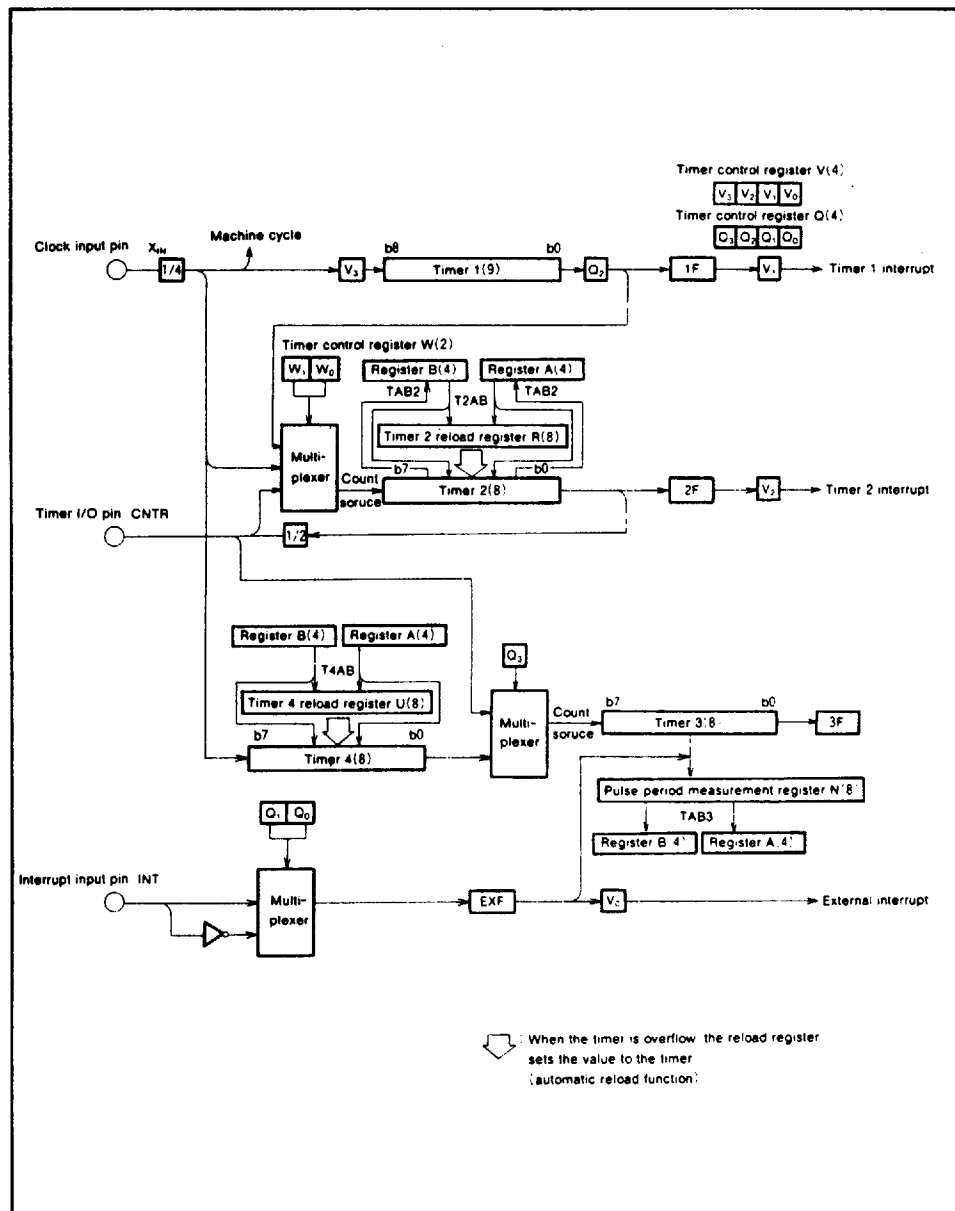 Timer control register V(4)
V₃ V₂ V₁ V₀
Timer control register Q(4)
Q₃ Q₂ Q₁ Q₀
Clock input pin
XIN
1/4
Machine cycle
V₃
b8
b0
Timer 1(9)
Q₂
1F
V₁
Timer 1 interrupt
Timer control register W(2)
W₁ W₀
Register B(4)
Register A(4)
TAB2
T2AB
TAB2
Timer 2 reload register R(8)
Multi-
plexer
b7
b0
Count
soruce
Timer 2(8)
2F
V₂
Timer 2 interrupt
Timer I/O pin CNTR
1/2
Register B(4)
Register A(4)
T4AB
Timer 4 reload register U(8)
b7
b0
Timer 4(8)
Q₃
Multi-
plexer
Count
soruce
b7
b0
Timer 3(8)
3F
Pulse period measurement register N(8)
TAB3
Register B(4)
Register A(4)
Q₁ Q₀
Interrupt input pin INT
Multi-
plexer
EXF
V₀
External interrupt
: When the timer is overflow the reload register
sets the value to the timer
(automatic reload function)